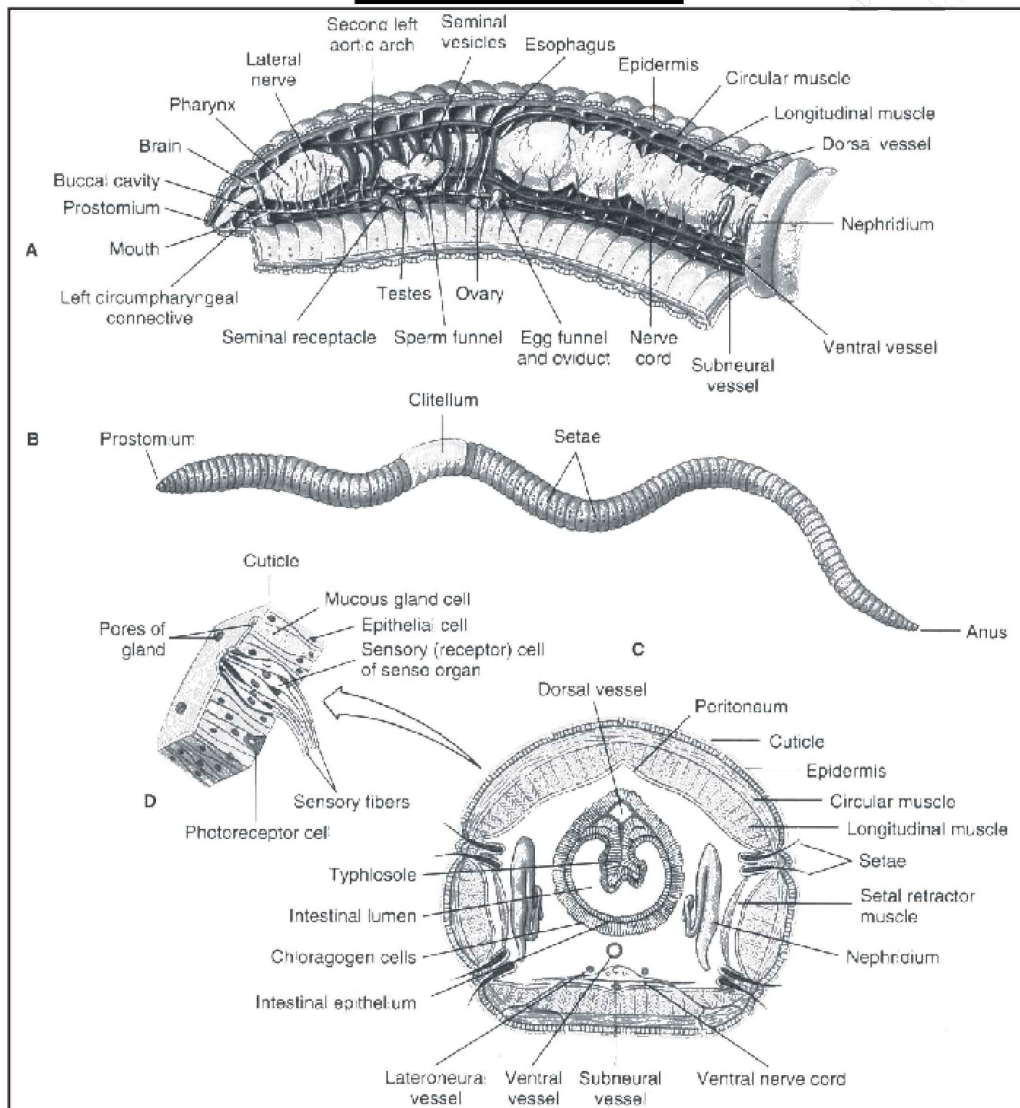 Second left
aortic arch
Seminal
vesicles
Esophagus
Lateral
nerve
Epidermis
Circular muscle
Pharynx
Longitudinal muscle
Brain
Dorsal vessel
Buccal cavity
Prostomium
Nephridium
Mouth
A
Left circumpharyngeal
connective
Testes
Ovary
Seminal receptacle
Sperm funnel
Egg funnel
and oviduct
Nerve
cord
Ventral vessel
Subneural
vessel
Clitellum
B
Prostomium
Setae
Cuticle
Mucous gland cell
Pores of
gland
Epithelial cell
Anus
Sensory (receptor) cell
of sense organ
C
Dorsal vessel
Peritoneum
Cuticle
Epidermis
D
Sensory fibers
Circular muscle
Photoreceptor cell
Longitudinal muscle
Setae
Typhlosole
Setal retractor
muscle
Intestinal lumen
Chloragogen cells
Nephridium
Intestinal epithelium
Lateroneural
vessel
Ventral
vessel
Subneural
vessel
Ventral nerve cord